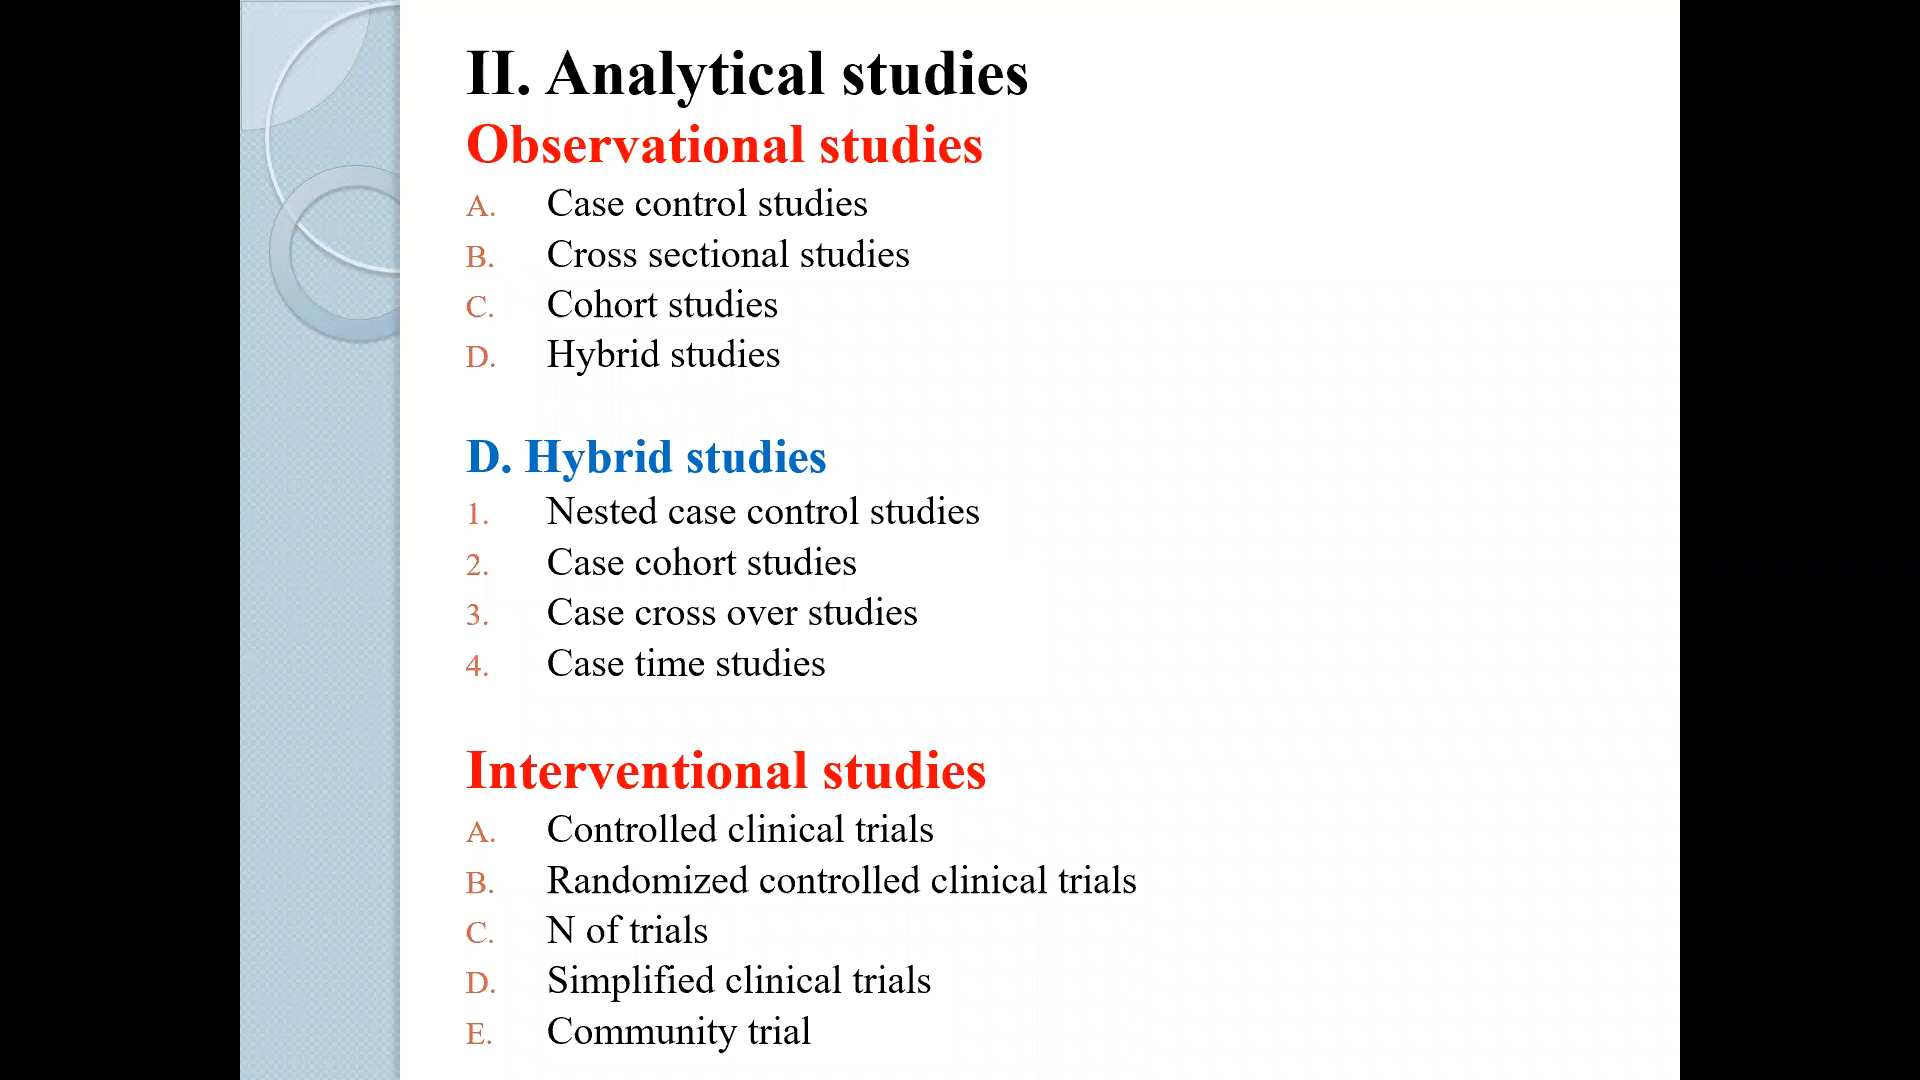 II. Analytical studies
Observational studies
A. Case control studies
B. Cross sectional studies
C. Cohort studies
D. Hybrid studies
D. Hybrid studies
1. Nested case control studies
2. Case cohort studies
3. Case cross over studies
4. Case time studies
Interventional studies
A. Controlled clinical trials
B. Randomized controlled clinical trials
C. N of trials
D. Simplified clinical trials
E. Community trial